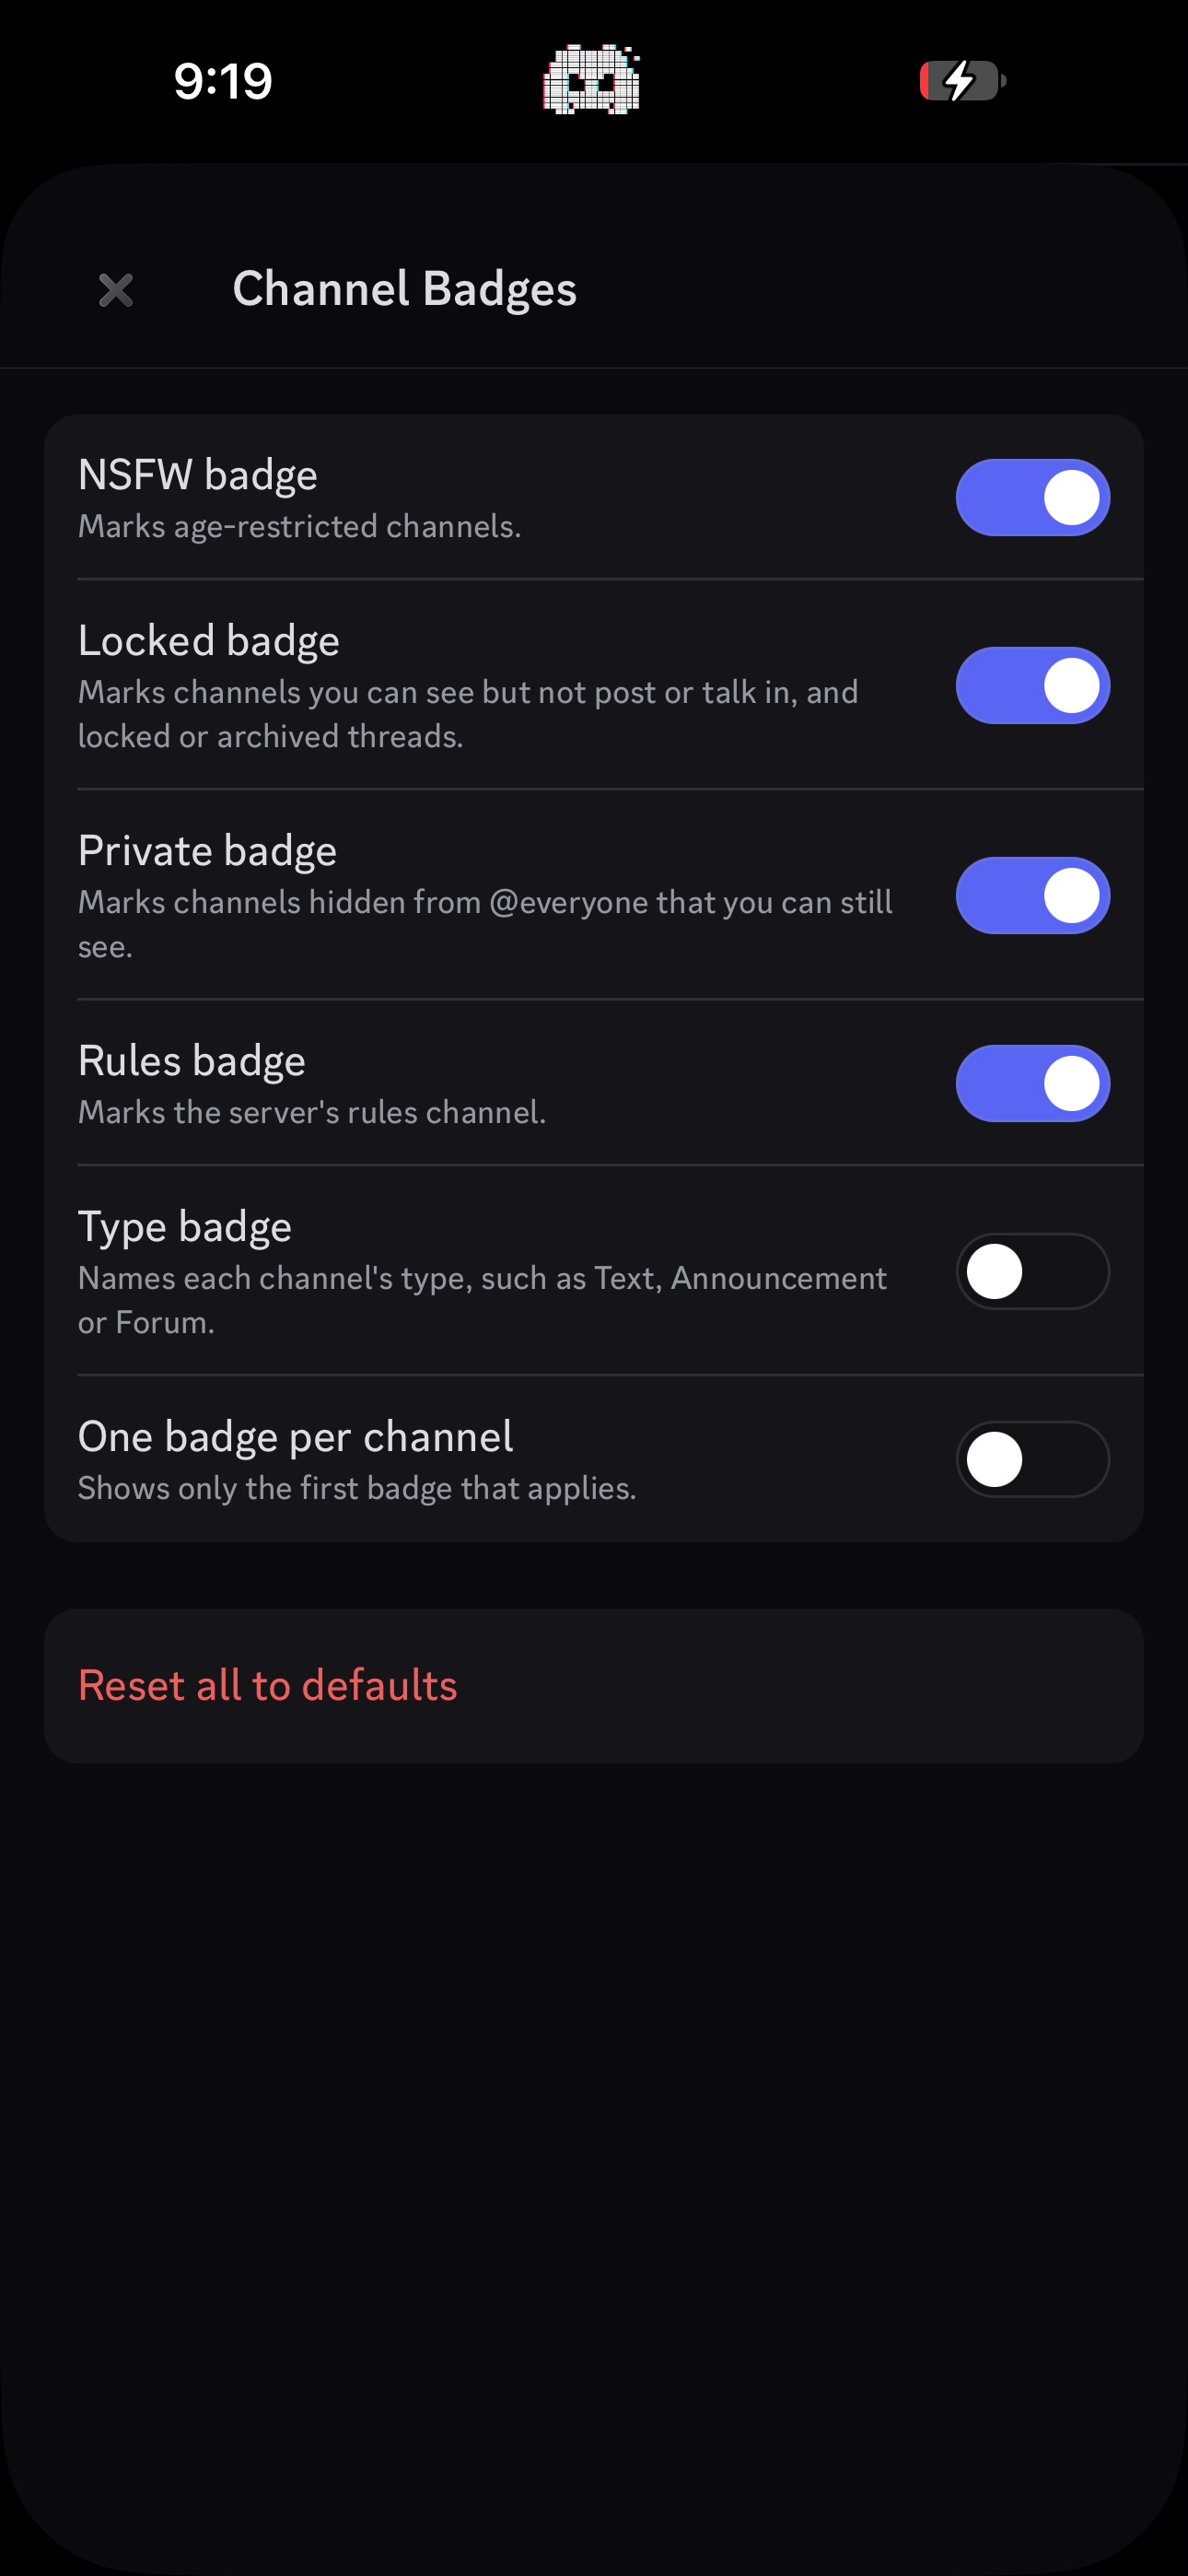 9:19
Channel Badges
NSFW badge
Marks age-restricted channels.
Locked badge
Marks channels you can see but not post or talk in, and
locked or archived threads.
Private badge
Marks channels hidden from @everyone that you can still
see.
Rules badge
Marks the server's rules channel.
Type badge
Names each channel's type, such as Text, Announcement
or Forum.
One badge per channel
Shows only the first badge that applies.
Reset all to defaults